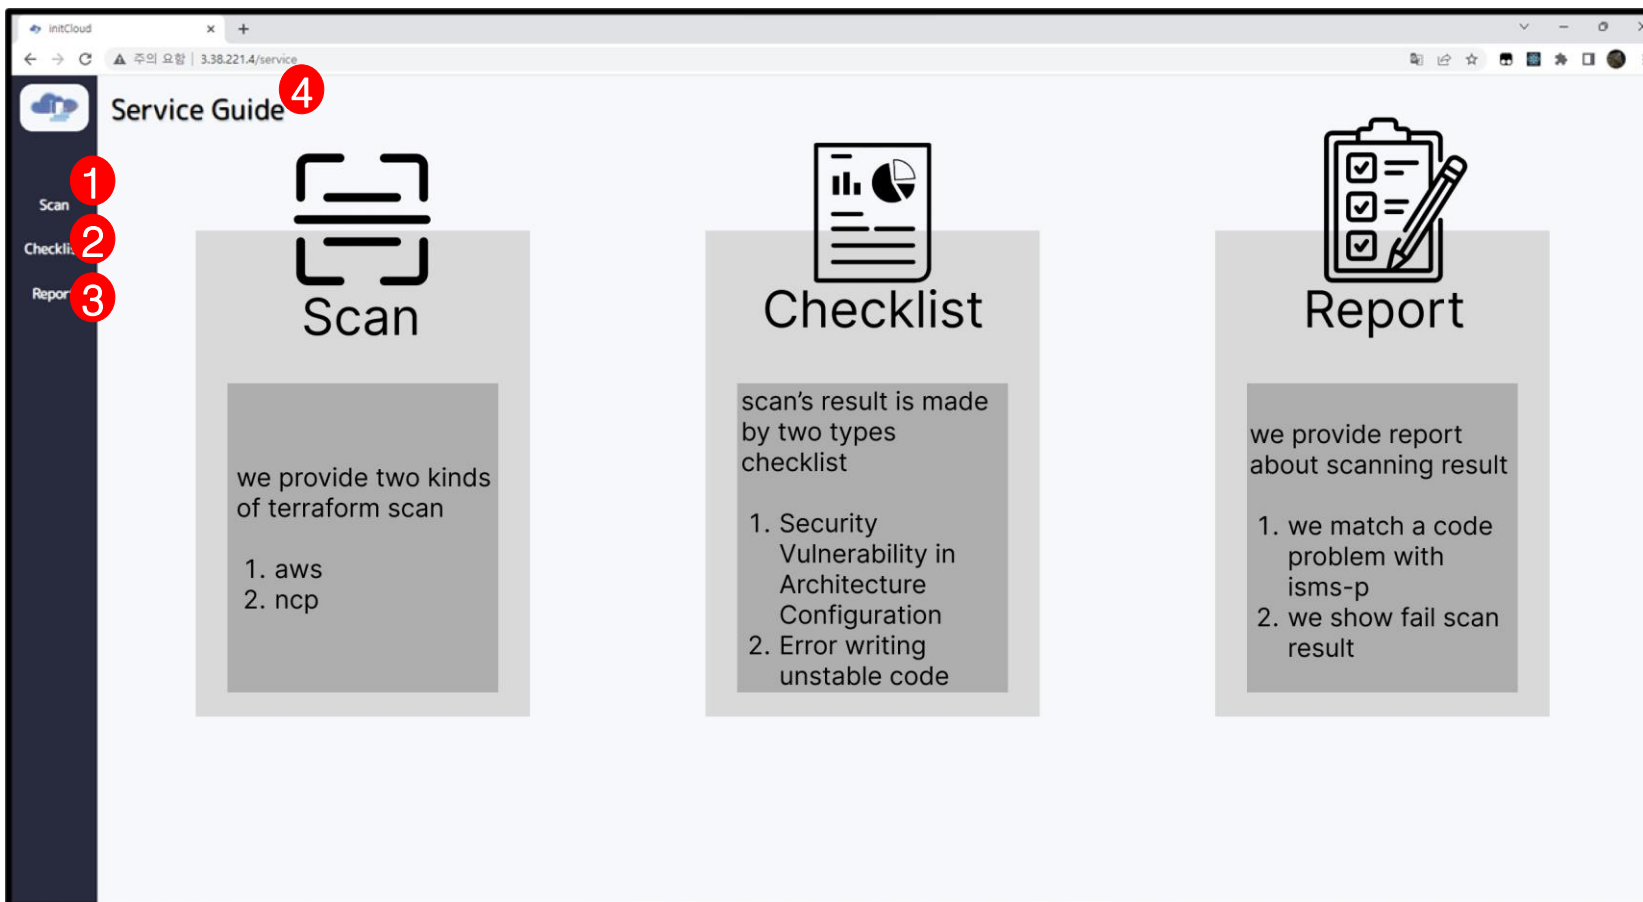 initCloud
주의 요함 | 3.38.221.4/service
Service Guide
4
1
Scan
2
3
Scan
we provide two kinds
of terraform scan
1. aws
2. ncp
Checklist
scan's result is made
by two types
checklist
1. Security
Vulnerability in
Architecture
Configuration
2. Error writing
unstable code
Report
we provide report
about scanning result
1. we match a code
problem with
isms-p
2. we show fail scan
result